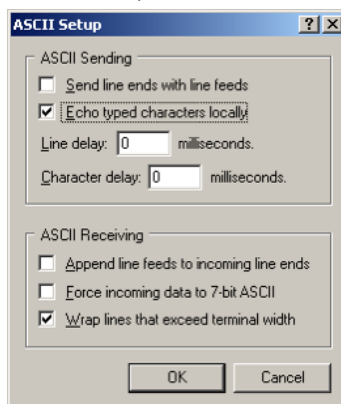 ASCII Setup
ASCII Sending
Send line ends with line feeds
Echo typed characters locally
Line delay: 0 milliseconds.
Character delay: 0 milliseconds.
ASCII Receiving
Append line feeds to incoming line ends
Force incoming data to 7-bit ASCII
Wrap lines that exceed terminal width
OK Cancel